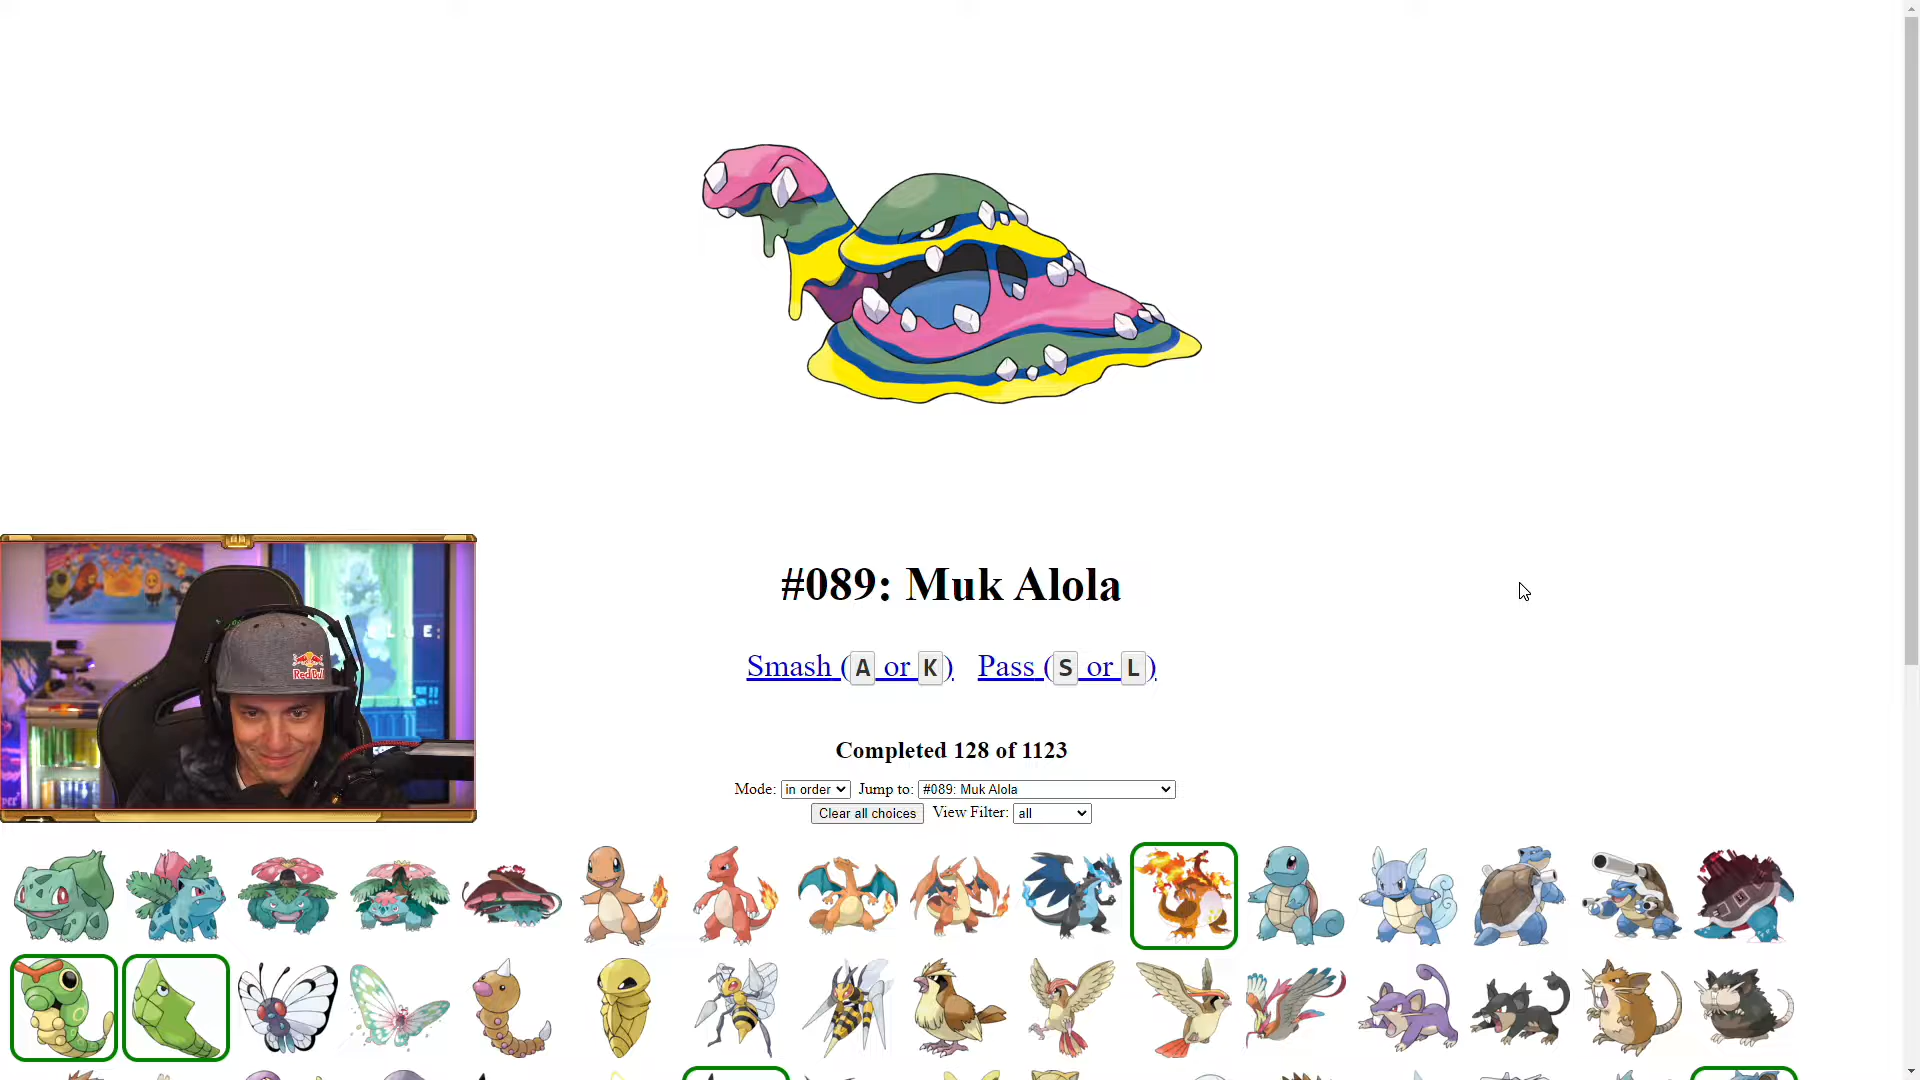 #089: Muk Alola
Smash (A or K) Pass (S or L)
Completed 128 of 1123
Mode: in order Jump to: #089: Muk Alola
Clear all choices View Filter: all
Red Bull